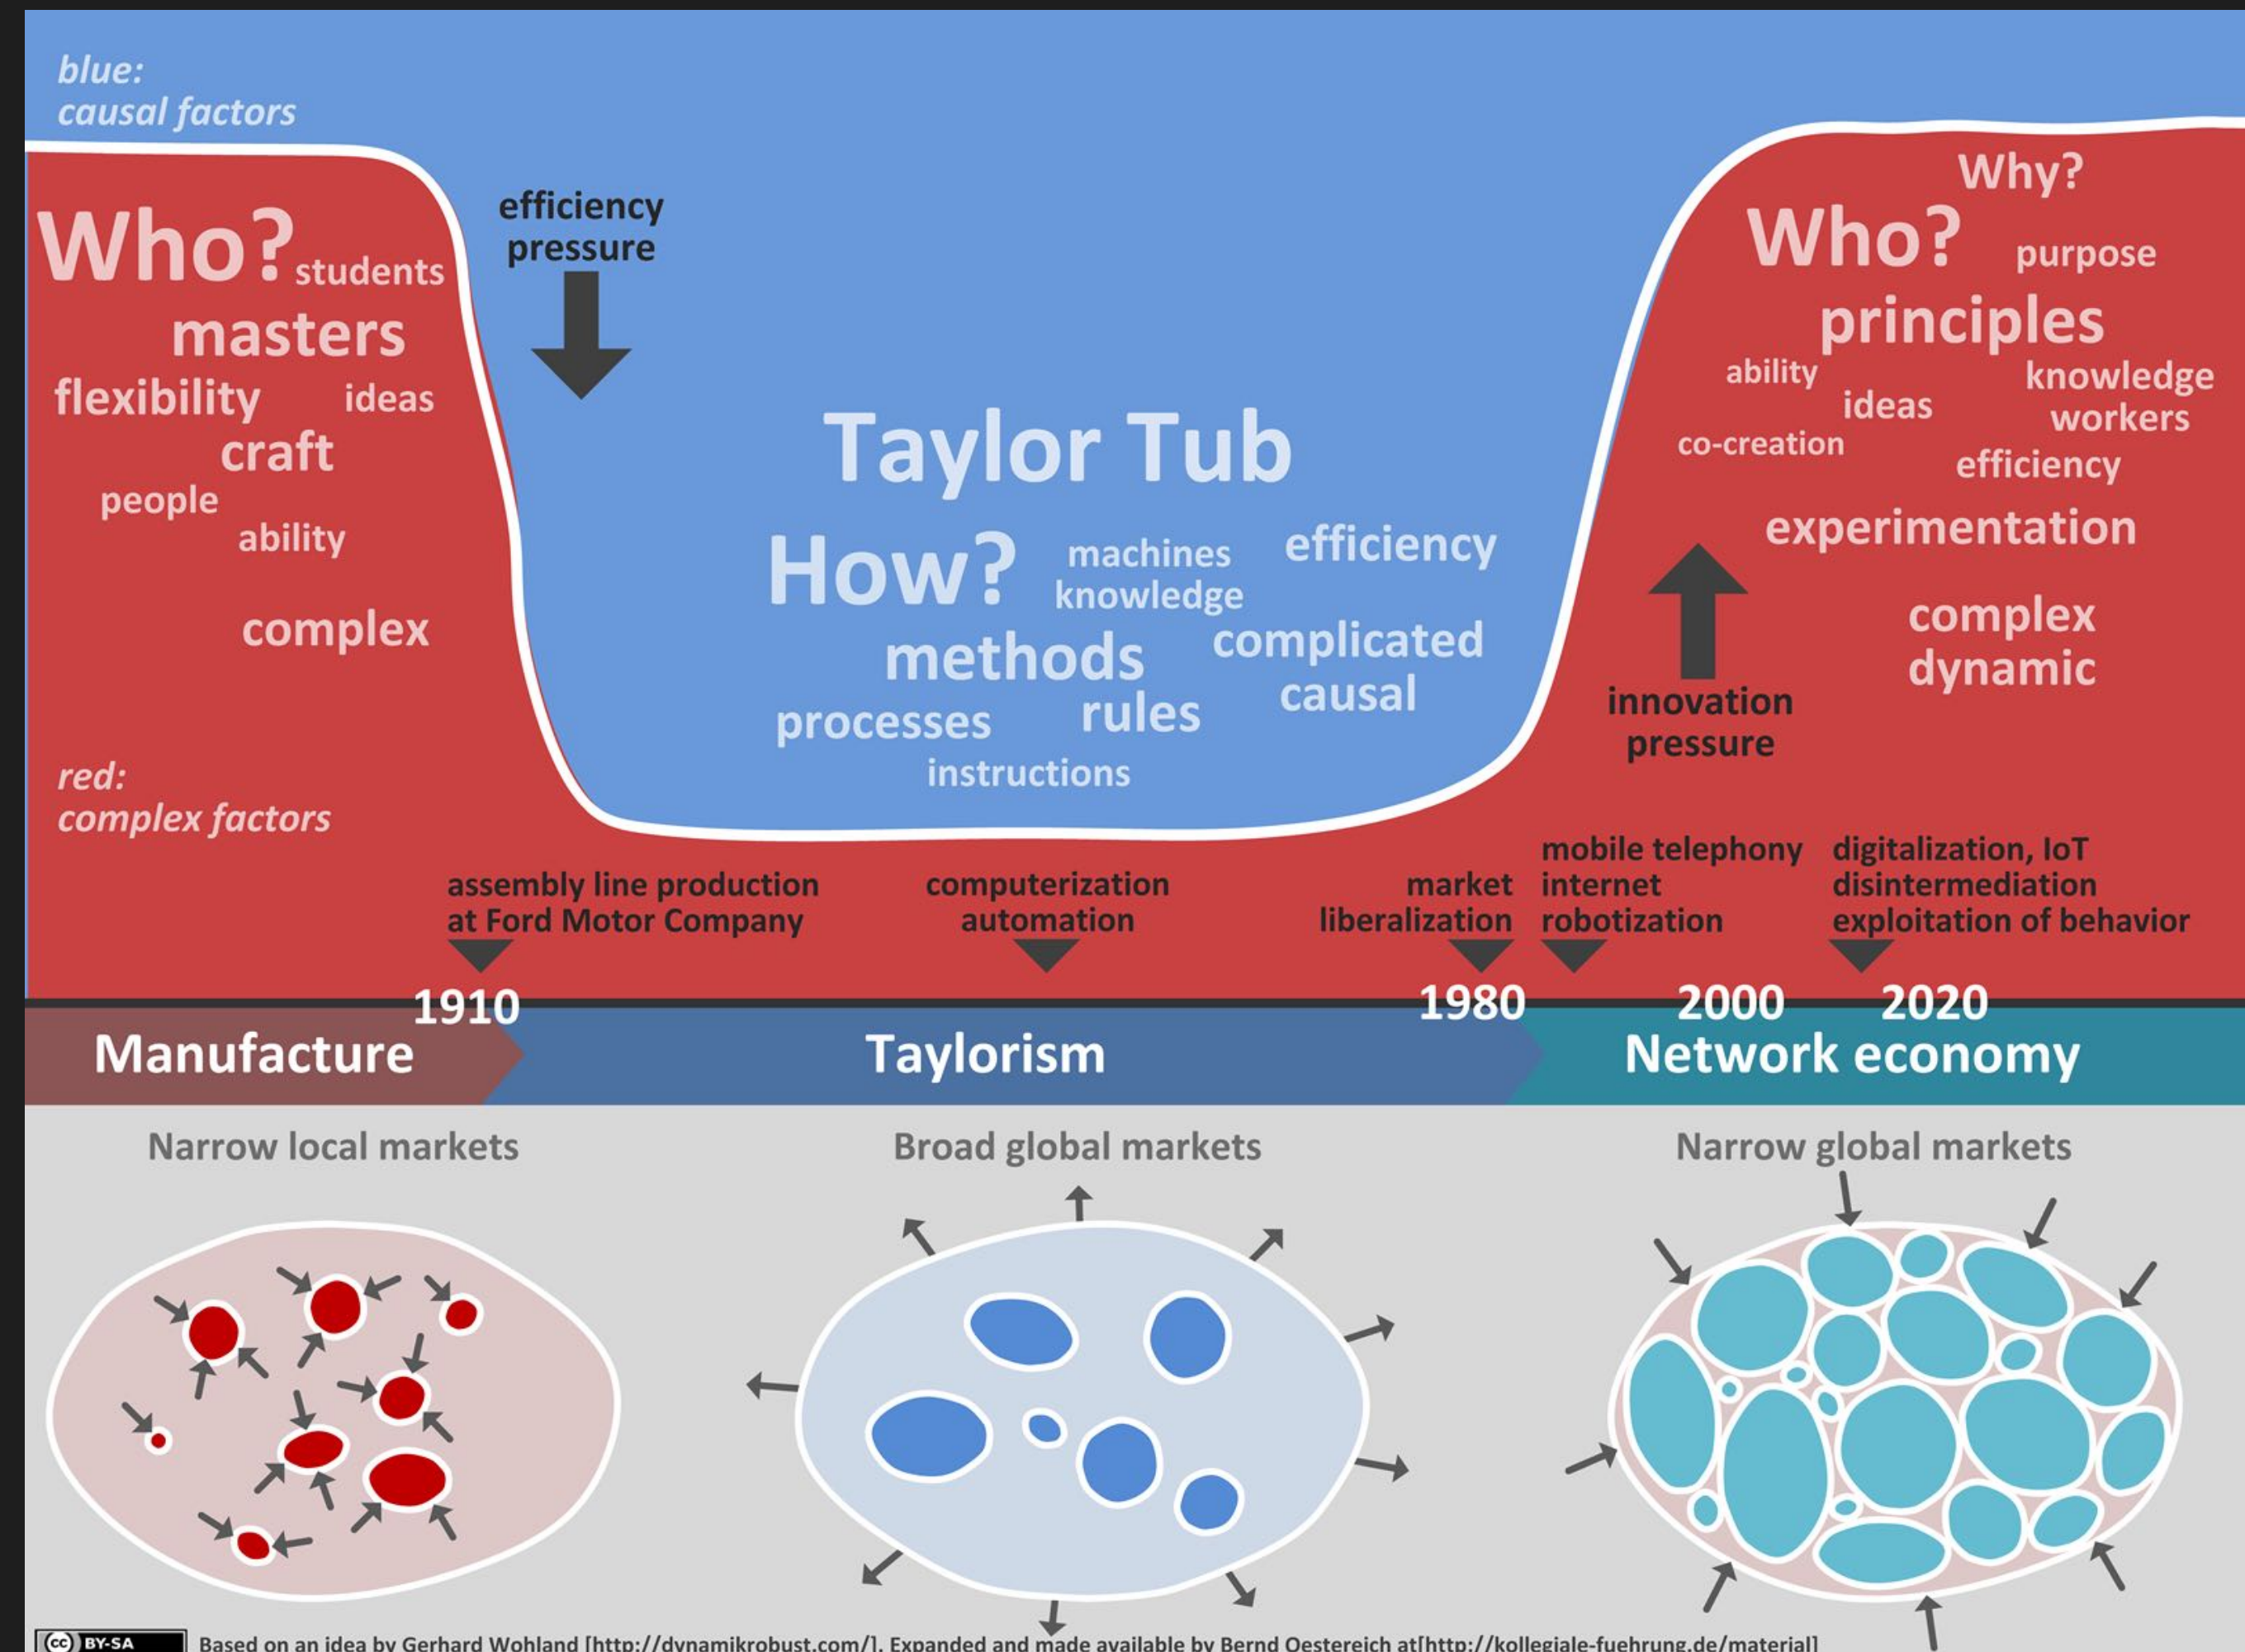 blue:
causal factors
Who?
students
masters
flexibility
ideas
craft
people
ability
complex
red:
complex factors
efficiency
pressure
Taylor Tub
How?
machines
efficiency
knowledge
methods
complicated
causal
processes
rules
instructions
Why?
Who?
purpose
principles
ability
knowledge
workers
ideas
co-creation
efficiency
experimentation
complex
dynamic
innovation
pressure
assembly line production
at Ford Motor Company
computerization
automation
market
liberalization
mobile telephony
internet
robotization
digitalization, IoT
disintermediation
exploitation of behavior
1910
1980
2000
2020
Manufacture
Taylorism
Network economy
Narrow local markets
Broad global markets
Narrow global markets
cc BY-SA
Based on an idea by Gerhard Wohland [http://dynamikrobust.com/]. Expanded and made available by Bernd Oestereich at[http://kollegiale-fuehrung.de/material]